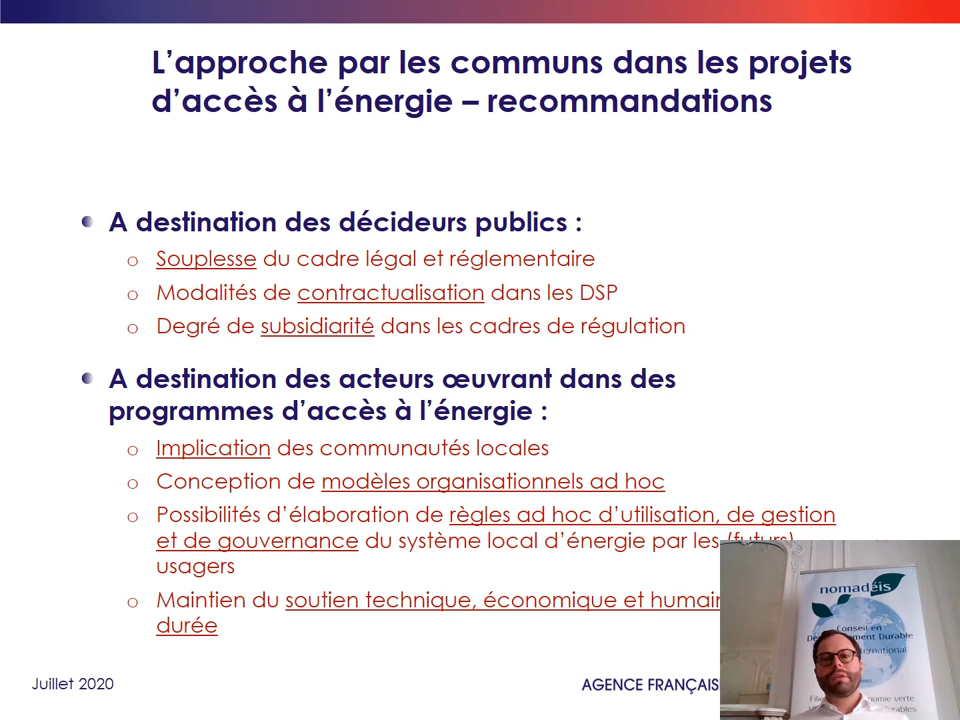 L’approche par les communs dans les projets
d’accès à l’énergie – recommandations
A destination des décideurs publics :
Souplesse du cadre légal et réglementaire
Modalités de contractualisation dans les DSP
Degré de subsidiarité dans les cadres de régulation
A destination des acteurs œuvrant dans des
programmes d’accès à l’énergie :
Implication des communautés locales
Conception de modèles organisationnels ad hoc
Possibilités d’élaboration de règles ad hoc d’utilisation, de gestion
et de gouvernance du système local d’énergie par les (futurs)
usagers
Maintien du soutien technique, économique et humain
durée
Juillet 2020
AGENCE FRANÇAIS
nomadéis
Conseil en
Développement Durable